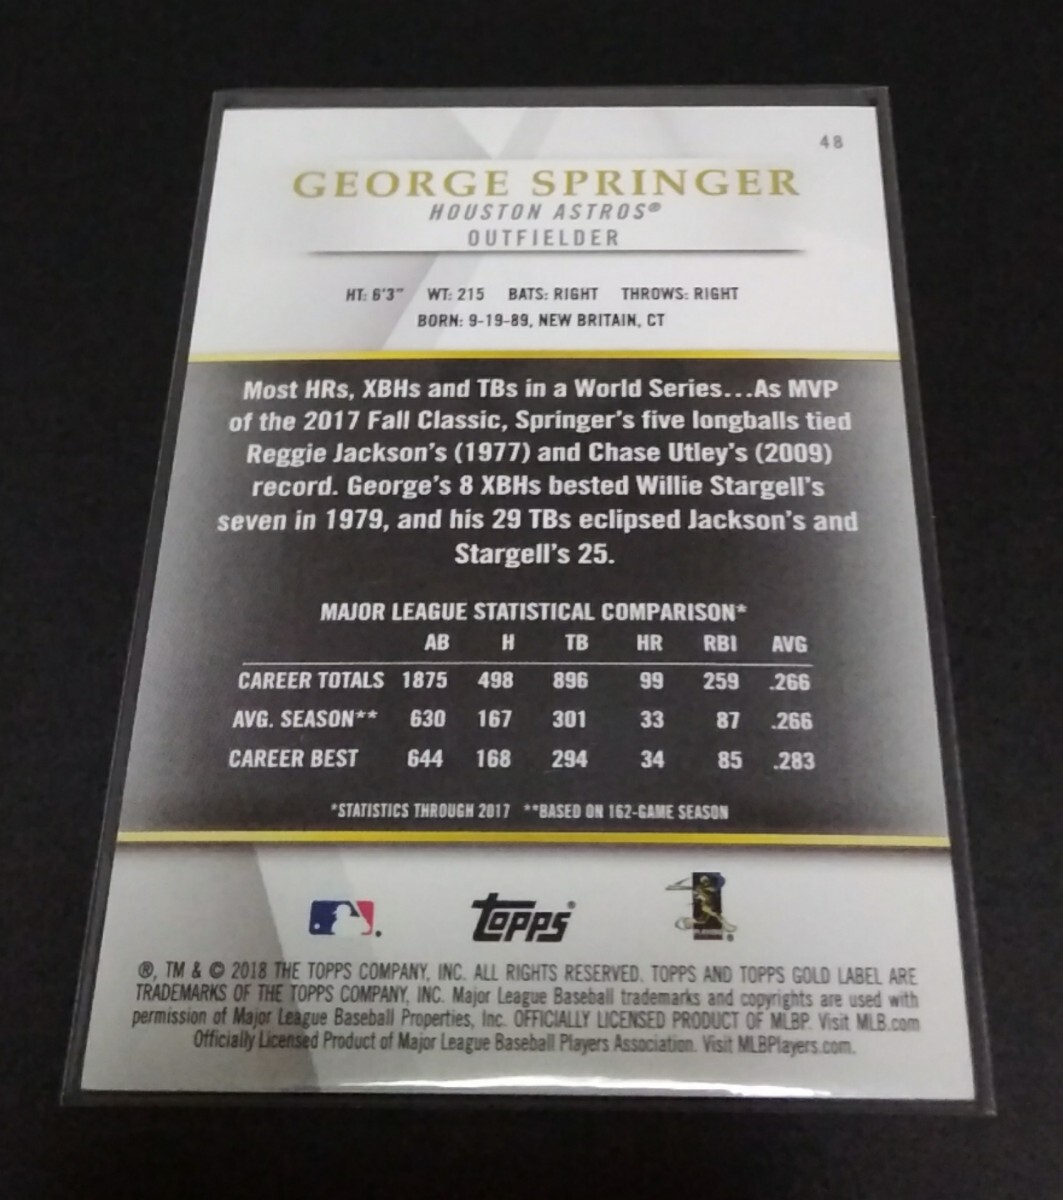 48
GEORGE SPRINGER
HOUSTON ASTROS®
OUTFIELDER
HT: 6'3" WT: 215 BATS: RIGHT THROWS: RIGHT
BORN: 9-19-89, NEW BRITAIN, CT
Most HRs, XBHs and TBs in a World Series...As MVP
of the 2017 Fall Classic, Springer's five longballs tied
Reggie Jackson's (1977) and Chase Utley's (2009)
record. George's 8 XBHs bested Willie Stargell's
seven in 1979, and his 29 TBs eclipsed Jackson's and
Stargell's 25.
MAJOR LEAGUE STATISTICAL COMPARISON*
AB H TB HR RBI AVG
CAREER TOTALS 1875 498 896 99 259 .266
AVG. SEASON** 630 167 301 33 87 .266
CAREER BEST 644 168 294 34 85 .283
*STATISTICS THROUGH 2017 **BASED ON 162-GAME SEASON
Topps®
®, TM & © 2018 THE TOPPS COMPANY, INC. ALL RIGHTS RESERVED. TOPPS AND TOPPS GOLD LABEL ARE
TRADEMARKS OF THE TOPPS COMPANY, INC. Major League Baseball trademarks and copyrights are used with
permission of Major League Baseball Properties, Inc. OFFICIALLY LICENSED PRODUCT OF MLBP. Visit MLB.com
Officially Licensed Product of Major League Baseball Players Association. Visit MLBPlayers.com.